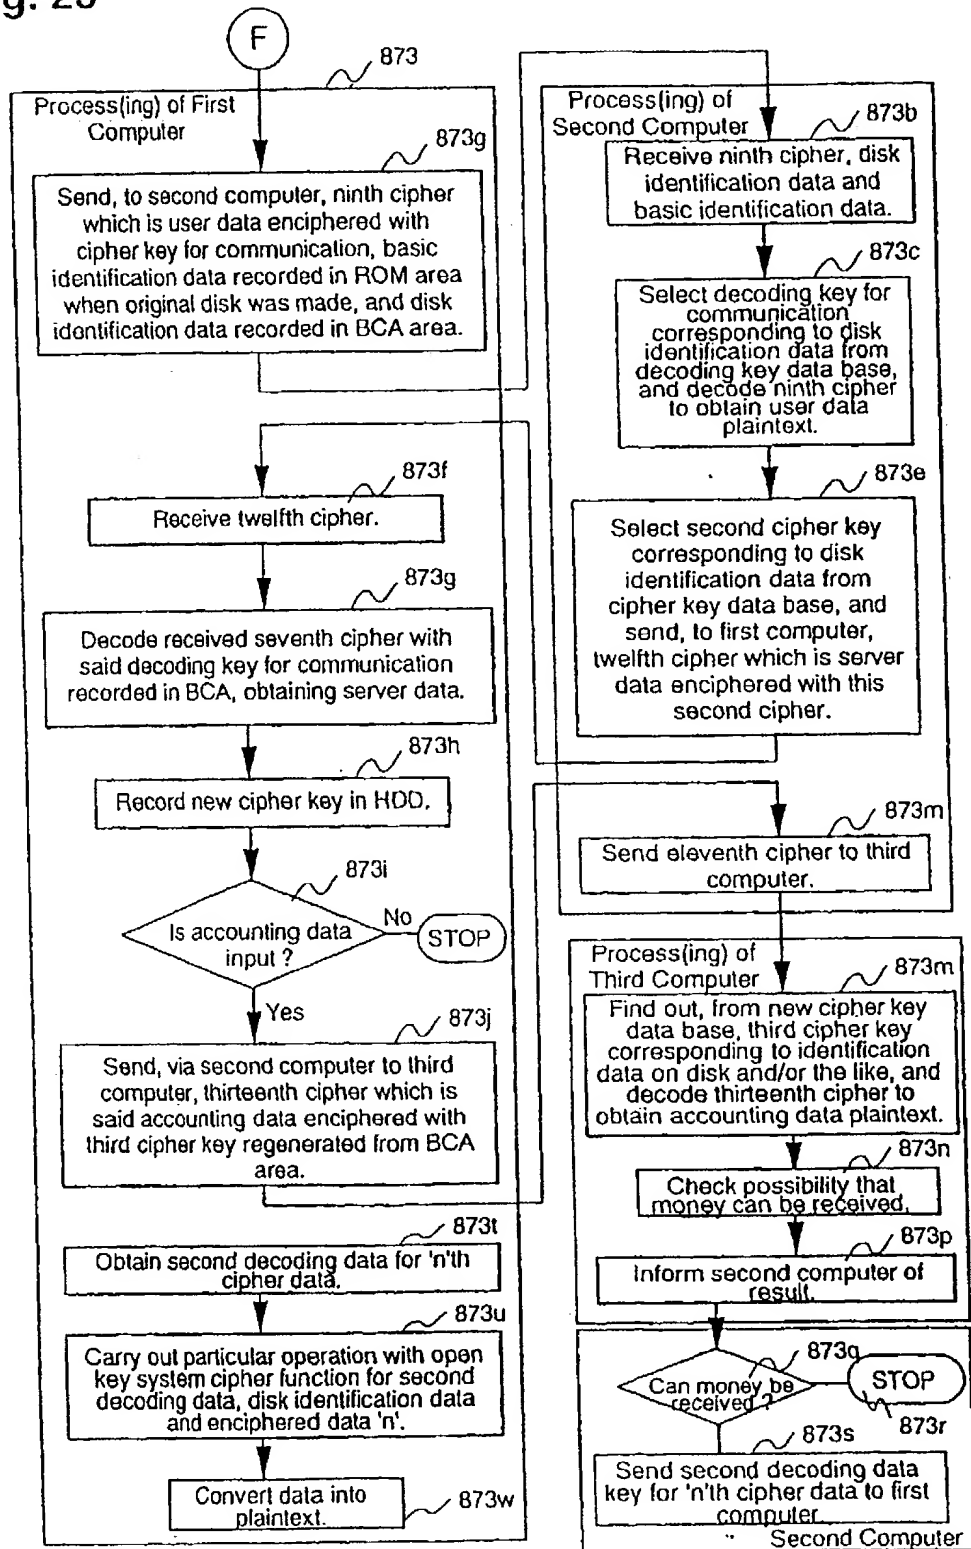 g. 25
F
873
Process(ing) of First
Computer
873g
Send, to second computer, ninth cipher
which is user data enciphered with
cipher key for communication, basic
identification data recorded in ROM area
when original disk was made, and disk
identification data recorded in BCA area.
873f
Receive twelfth cipher.
873g
Decode received seventh cipher with
said decoding key for communication
recorded in BCA, obtaining server data.
873h
Record new cipher key in HDD.
873i
Is accounting data
input ?
No
STOP
Yes
873j
Send, via second computer to third
computer, thirteenth cipher which is
said accounting data enciphered with
third cipher key regenerated from BCA
area.
873t
Obtain second decoding data for 'n'th
cipher data.
873u
Carry out particular operation with open
key system cipher function for second
decoding data, disk identification data
and enciphered data 'n'.
Convert data into
plaintext.
873w
Process(ing) of
Second Computer
873b
Receive ninth cipher, disk
identification data and
basic identification data.
873c
Select decoding key for
communication
corresponding to disk
identification data from
decoding key data base,
and decode ninth cipher
to obtain user data
plaintext.
873e
Select second cipher key
corresponding to disk
identification data from
cipher key data base, and
send, to first computer,
twelfth cipher which is server
data enciphered with this
second cipher.
873m
Send eleventh cipher to third
computer.
Process(ing) of
Third Computer
873m
Find out, from new cipher key
data base, third cipher key
corresponding to identification
data on disk and/or the like, and
decode thirteenth cipher to
obtain accounting data plaintext.
873n
Check possibility that
money can be received.
873p
Inform second computer of
result.
873q
Can money be
received ?
STOP
873r
873s
Send second decoding data
key for 'n'th cipher data to first
computer
Second Computer